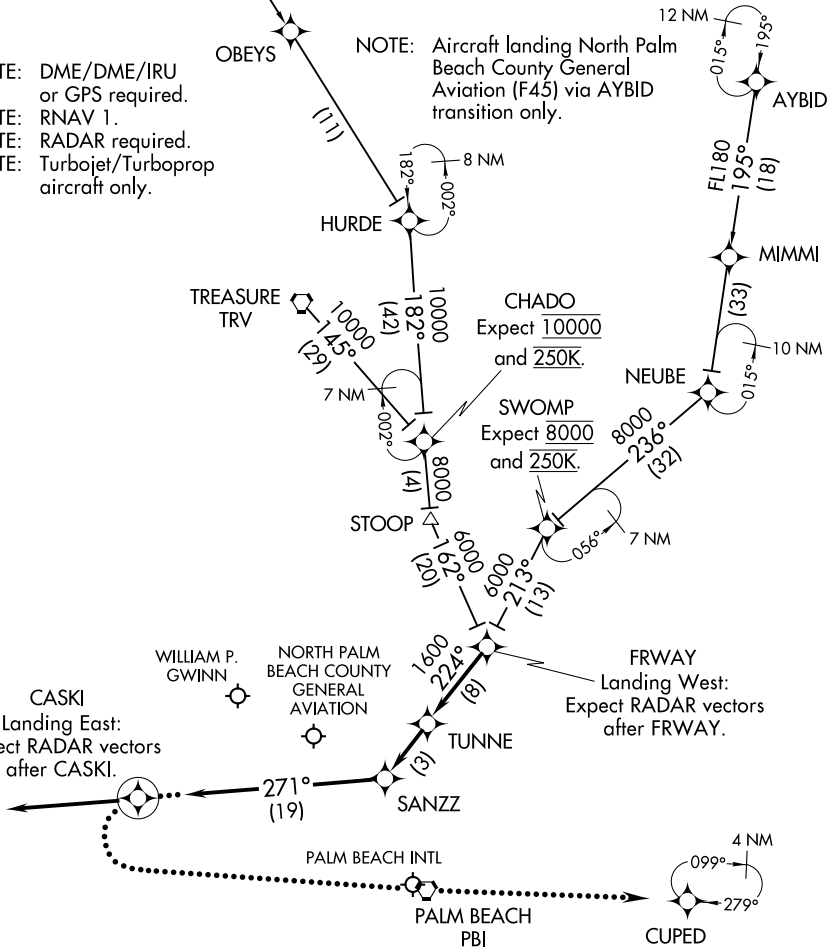 12 NM
015°
195°
AYBID
OBEYS
NOTE: Aircraft landing North Palm
Beach County General
Aviation (F45) via AYBID
transition only.
TE: DME/DME/IRU
or GPS required.
TE: RNAV 1.
TE: RADAR required.
TE: Turbojet/Turboprop
aircraft only.
(11)
182°
002°
8 NM
HURDE
FL180
195°
(18)
MIMMI
(33)
TREASURE
TRV
10000
145°
(29)
10000
182°
(42)
CHADO
Expect 10000
and 250K.
10 NM
015°
NEUBE
7 NM
002°
SWOMP
Expect 8000
and 250K.
8000
236°
(32)
8000
(4)
STOOP
056°
7 NM
6000
162°
(20)
6000
213°
(13)
FRWAY
Landing West:
Expect RADAR vectors
after FRWAY.
WILLIAM P.
GWINN
NORTH PALM
BEACH COUNTY
GENERAL
AVIATION
1600
224°
(8)
TUNNE
(3)
CASKI
Landing East:
ect RADAR vectors
after CASKI.
271°
(19)
SANZZ
PALM BEACH INTL
PALM BEACH
PBI
4 NM
099°
279°
CUPED